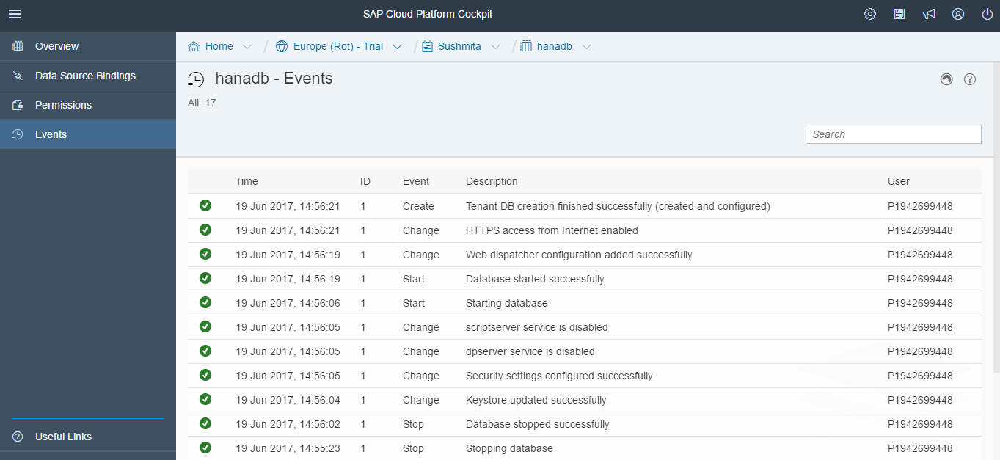 SAP Cloud Platform Cockpit
Overview
Data Source Bindings
Permissions
Events
Useful Links
Home / Europe (Rot) - Trial / Sushmita / hanadb
hanadb - Events
All: 17
Search
Time ID Event Description User
19 Jun 2017, 14:56:21 1 Create Tenant DB creation finished successfully (created and configured) P1942699448
19 Jun 2017, 14:56:21 1 Change HTTPS access from Internet enabled P1942699448
19 Jun 2017, 14:56:19 1 Change Web dispatcher configuration added successfully P1942699448
19 Jun 2017, 14:56:19 1 Start Database started successfully P1942699448
19 Jun 2017, 14:56:06 1 Start Starting database P1942699448
19 Jun 2017, 14:56:05 1 Change scriptserver service is disabled P1942699448
19 Jun 2017, 14:56:05 1 Change dpserver service is disabled P1942699448
19 Jun 2017, 14:56:05 1 Change Security settings configured successfully P1942699448
19 Jun 2017, 14:56:04 1 Change Keystore updated successfully P1942699448
19 Jun 2017, 14:56:02 1 Stop Database stopped successfully P1942699448
19 Jun 2017, 14:55:23 1 Stop Stopping database P1942699448